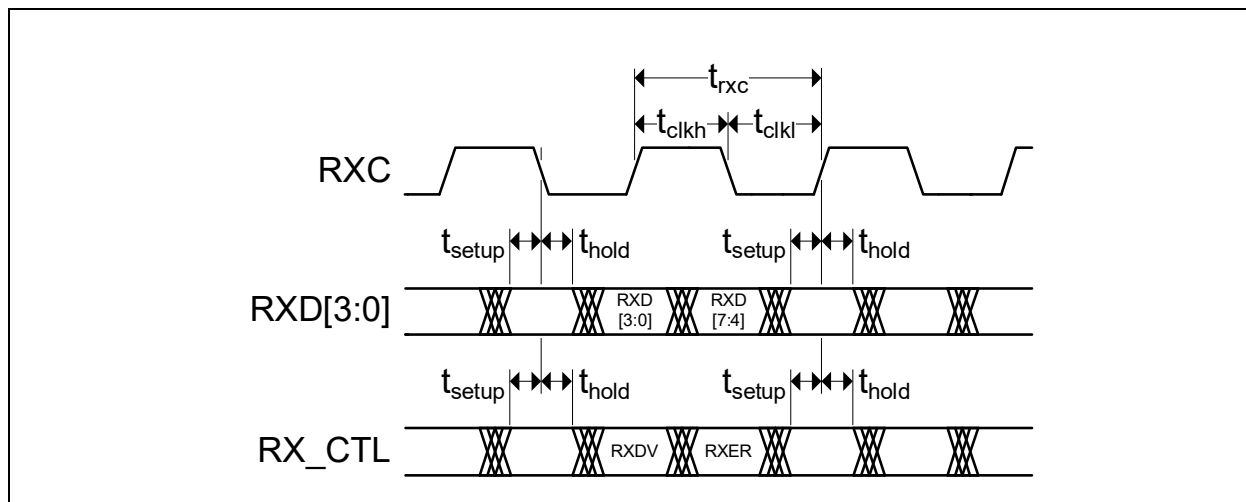 t_rxc
t_clkh t_clkl
RXC
t_setup t_hold t_setup t_hold
RXD[3:0] RXD RXD
[3:0] [7:4]
t_setup t_hold t_setup t_hold
RX_CTL RXDV RXER